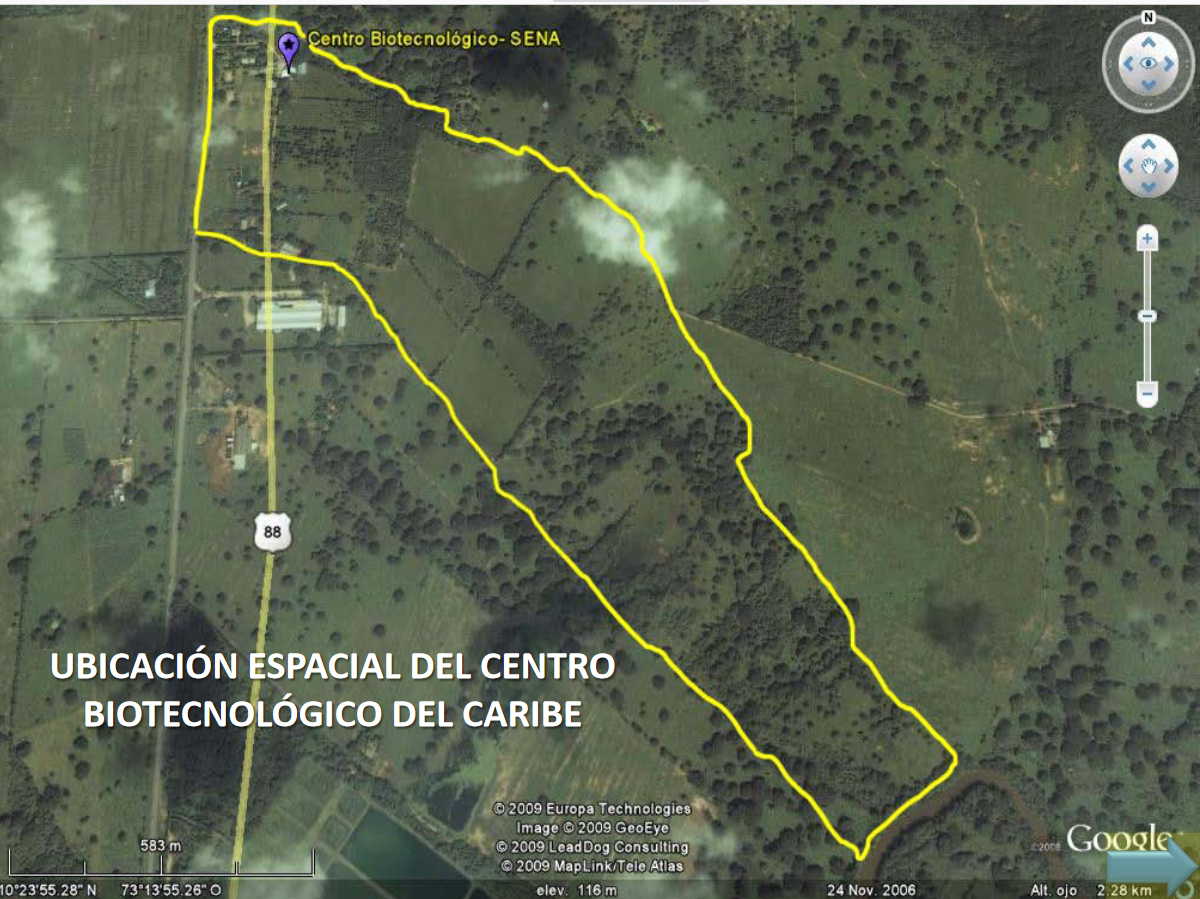 N
Centro Biotecnológico- SENA
88
UBICACIÓN ESPACIAL DEL CENTRO
BIOTECNOLÓGICO DEL CARIBE
© 2009 Europa Technologies
Image © 2009 GeoEye
© 2009 LeadDog Consulting
© 2009 MapLink/Tele Atlas
©2008 Google
583 m
10°23'55.28" N 73°13'55.26" O elev. 116 m 24 Nov. 2006 Alt. ojo 2.28 km